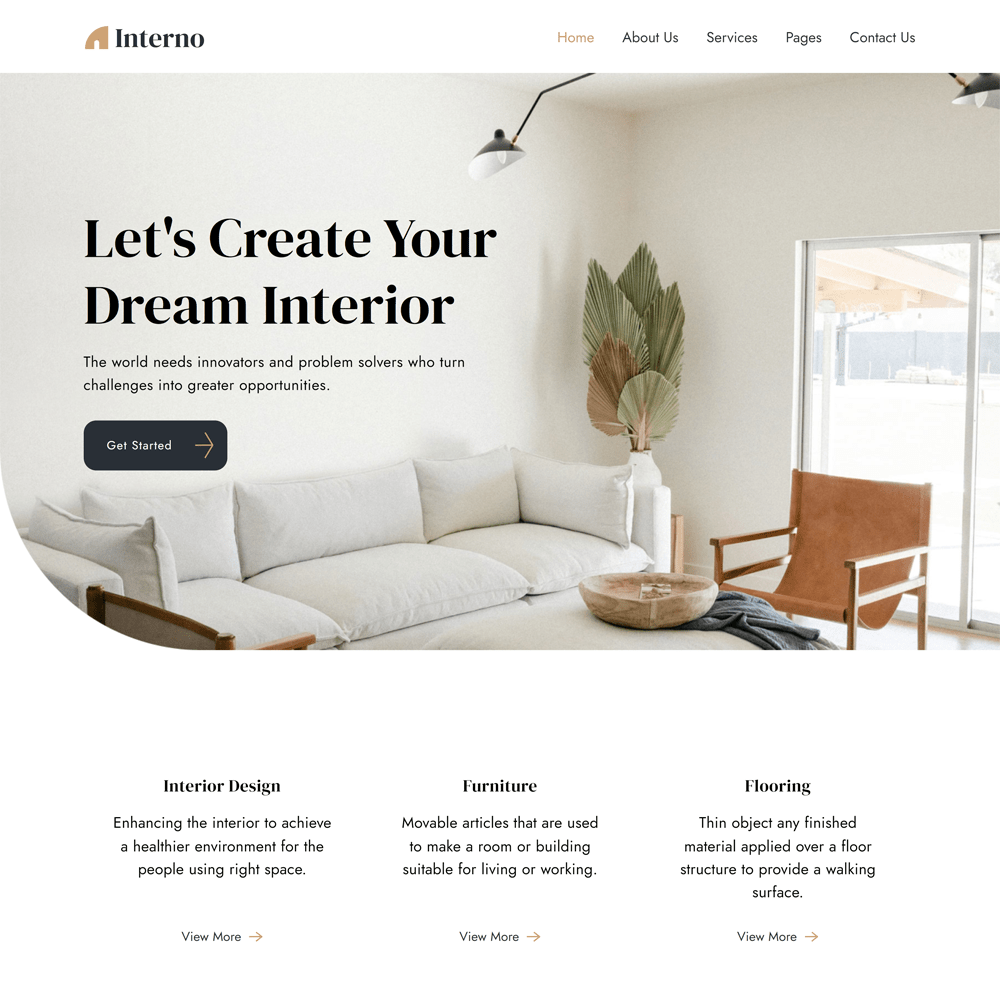 Interno
Home About Us Services Pages Contact Us
Let's Create Your
Dream Interior
The world needs innovators and problem solvers who turn
challenges into greater opportunities.
Get Started
Interior Design
Enhancing the interior to achieve
a healthier environment for the
people using right space.
View More
Furniture
Movable articles that are used
to make a room or building
suitable for living or working.
View More
Flooring
Thin object any finished
material applied over a floor
structure to provide a walking
surface.
View More